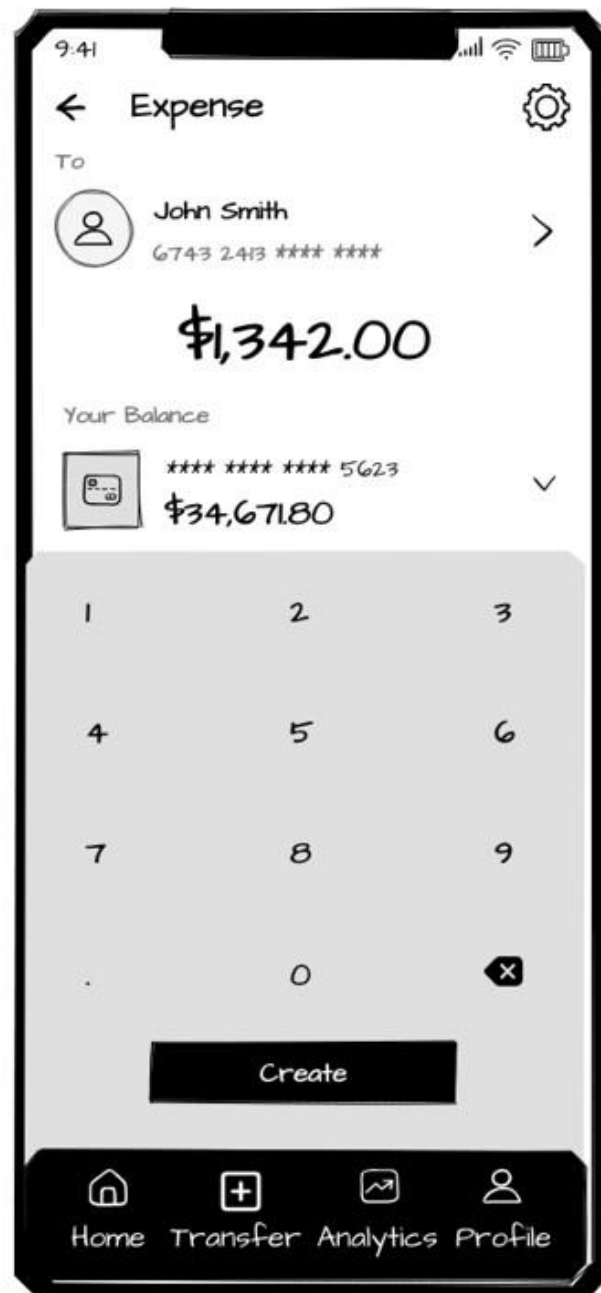 9:41
Expense
To
John Smith
6743 2413 **** ****
$1,342.00
Your Balance
**** **** **** 5623
$34,671.80
1 2 3
4 5 6
7 8 9
. 0
Create
Home Transfer Analytics Profile